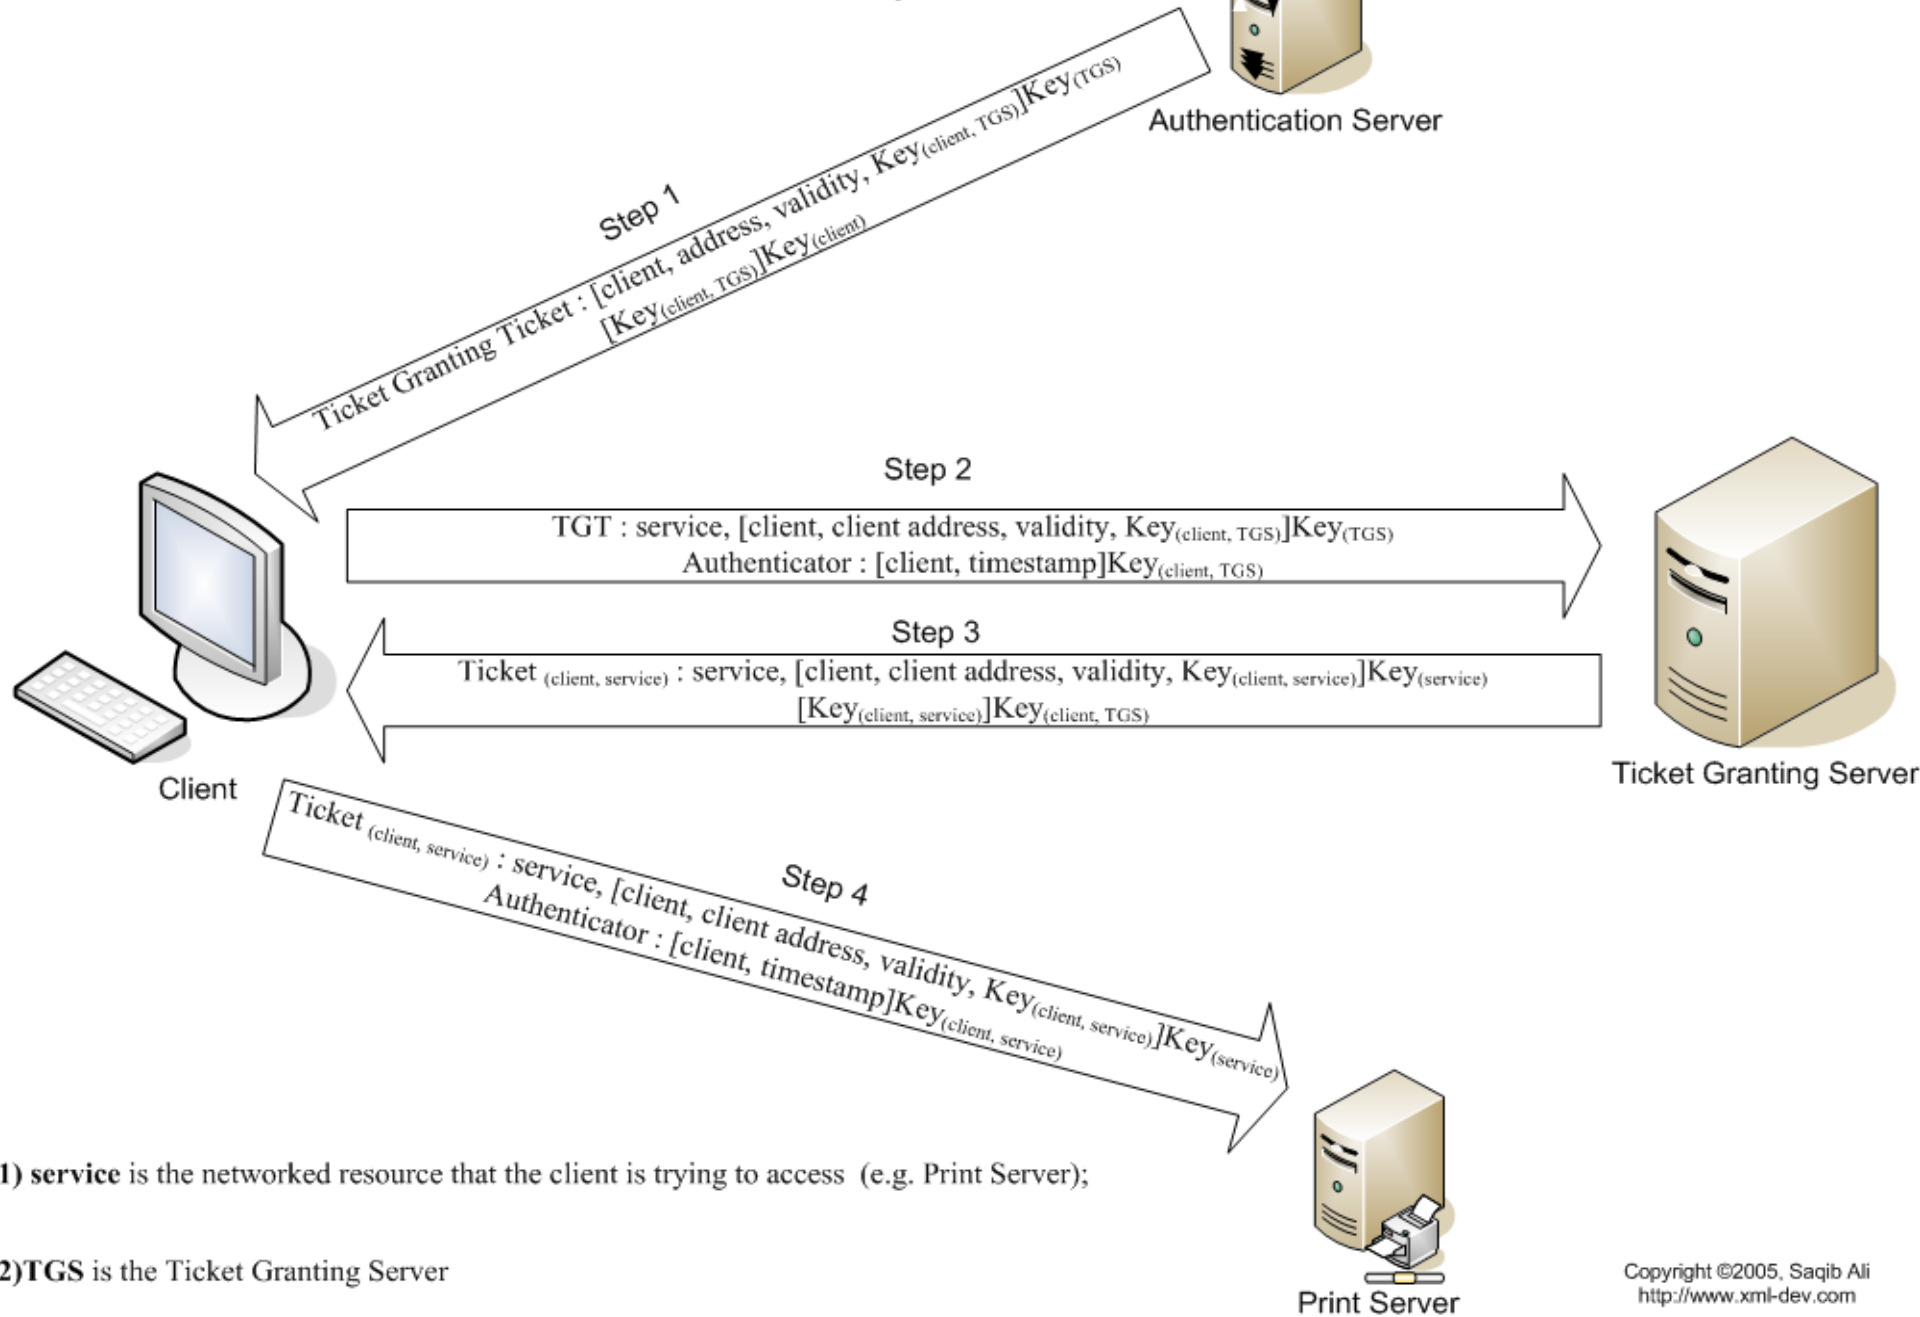 Authentication Server
Step 1
Ticket Granting Ticket : [client, address, validity, Key(client, TGS)]Key(TGS)
[Key(client, TGS)]Key(client)
Step 2
TGT : service, [client, client address, validity, Key(client, TGS)]Key(TGS)
Authenticator : [client, timestamp]Key(client, TGS)
Step 3
Ticket (client, service) : service, [client, client address, validity, Key(client, service)]Key(service)
[Key(client, service)]Key(client, TGS)
Ticket Granting Server
Client
Step 4
Ticket (client, service) : service, [client, client address, validity, Key(client, service)]Key(service)
Authenticator : [client, timestamp]Key(client, service)
1) service is the networked resource that the client is trying to access (e.g. Print Server);
2)TGS is the Ticket Granting Server
Print Server
Copyright ©2005, Saqib Ali
http://www.xml-dev.com